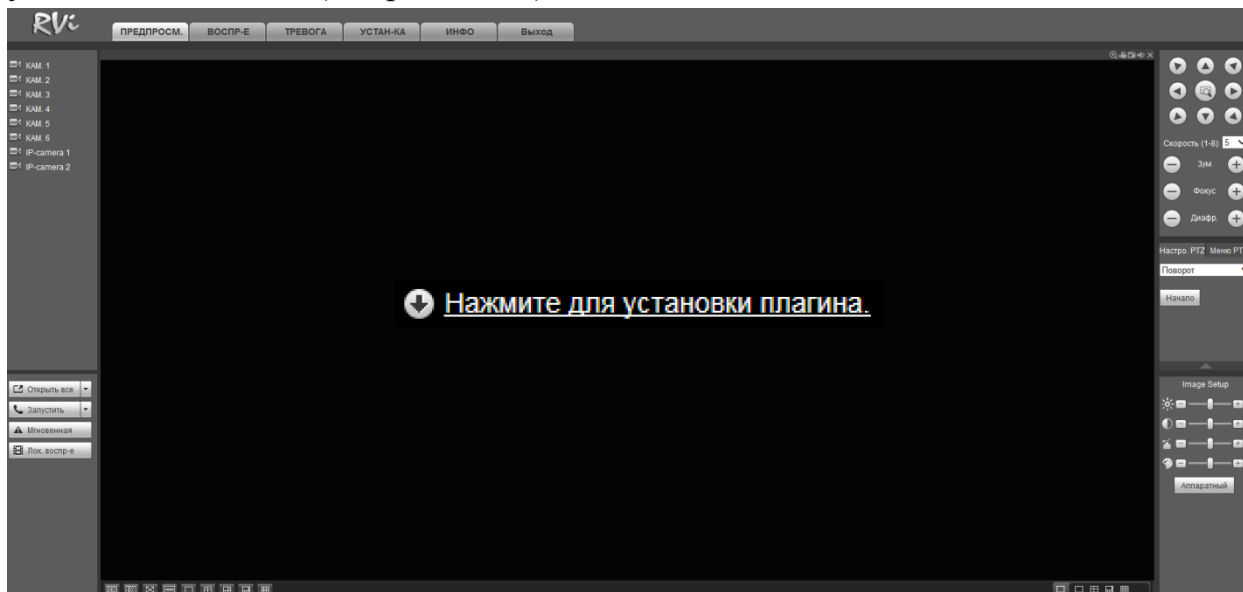 RVi
ПРЕДПРОСМ. ВОСПР-Е ТРЕВОГА УСТАН-КА ИНФО Выход
КАМ. 1
КАМ. 2
КАМ. 3
КАМ. 4
КАМ. 5
КАМ. 6
IP-camera 1
IP-camera 2
Скорость (1-8): 5
Зум
Фокус
Диафр.
Настро. PTZ Меню PT
Поворот
Начало
Нажмите для установки плагина.
Открыть все
Запустить
Мгновенная
Лок. воспр-е
Image Setup
Аппаратный